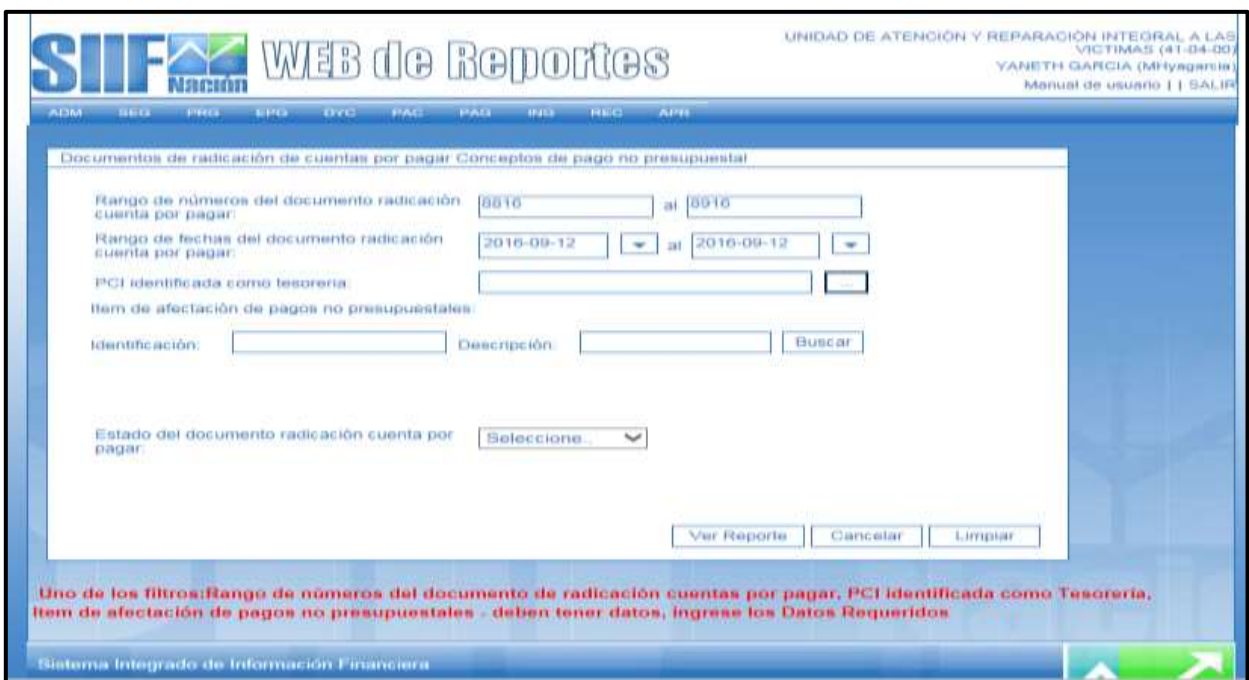 SIIF
Nación
WEB de Reportes
UNIDAD DE ATENCIÓN Y REPARACIÓN INTEGRAL A LAS
VICTIMAS (41-04-00)
YANETH GARCIA (MHyagarcia)
Manual de usuario | | SALIR
ADM SEG PRG EPG DYC PAC PAG ING REC APR
Documentos de radicación de cuentas por pagar Conceptos de pago no presupuestal
Rango de números del documento radicación cuenta por pagar: 8816 al 8916
Rango de fechas del documento radicación cuenta por pagar: 2016-09-12 al 2016-09-12
PCI identificada como tesoreria: ...
Item de afectación de pagos no presupuestales:
Identificación: Descripción: Buscar
Estado del documento radicación cuenta por pagar: Seleccione..
Ver Reporte Cancelar Limpiar
Uno de los filtros:Rango de números del documento de radicación cuentas por pagar, PCI identificada como Tesorería,
Item de afectación de pagos no presupuestales - deben tener datos, ingrese los Datos Requeridos
Sistema Integrado de Información Financiera